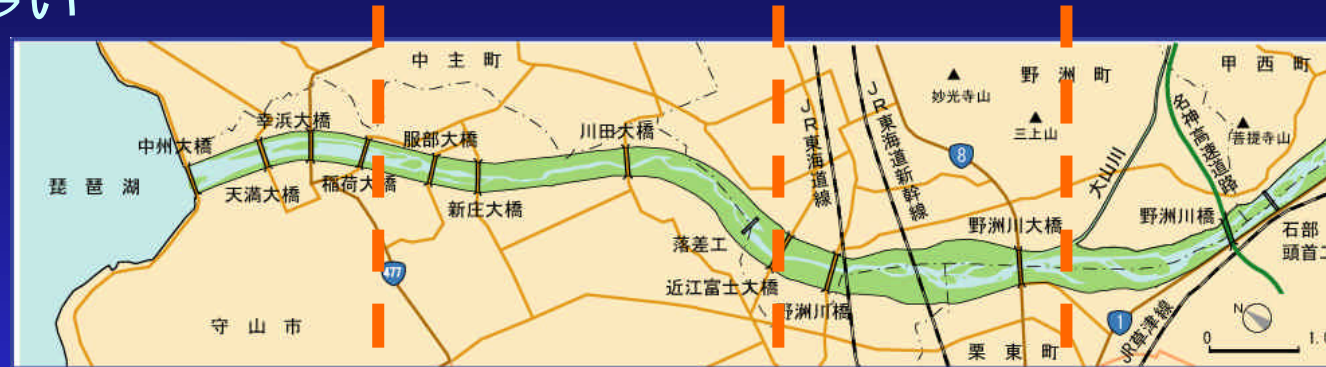 中主町
野洲町
甲西町
妙光寺山
三上山
菩提寺山
幸浜大橋
中州大橋
服部大橋
川田大橋
JR東海道線
JR東海道新幹線
8
大山川
名神高速道路
琵琶湖
天満大橋
稲荷大橋
新庄大橋
野洲川大橋
野洲川橋
石部
落差工
477
近江富士大橋
野洲川橋
守山市
栗東町
1
JR草津線
N
0